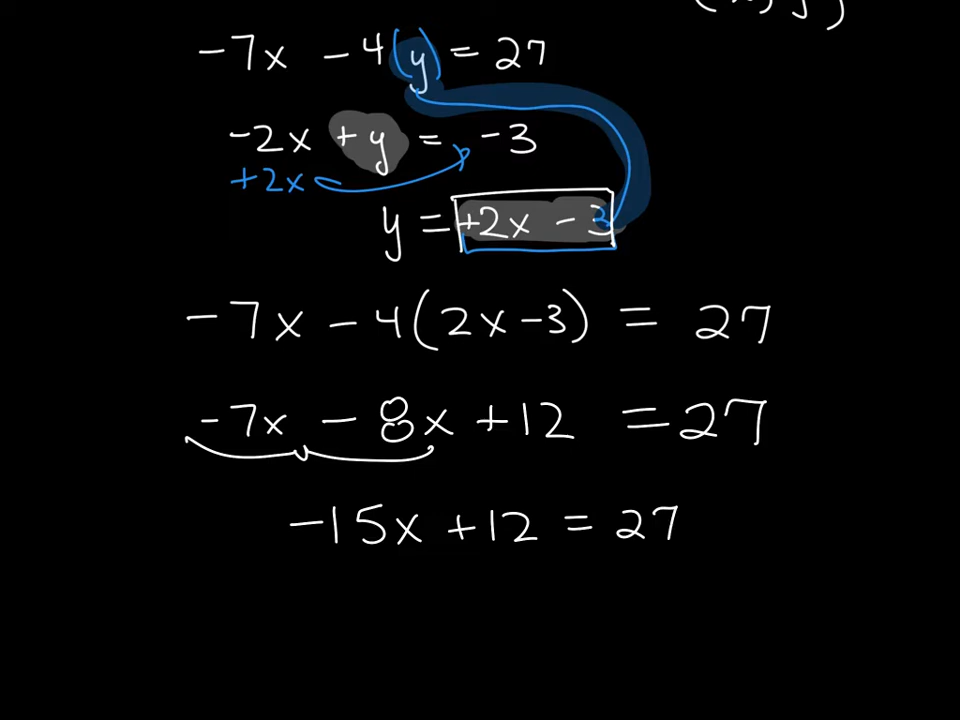 -7x - 4(y) = 27
-2x + y = -3
+2x
y = +2x - 3
-7x - 4(2x - 3) = 27
-7x - 8x + 12 = 27
-15x + 12 = 27